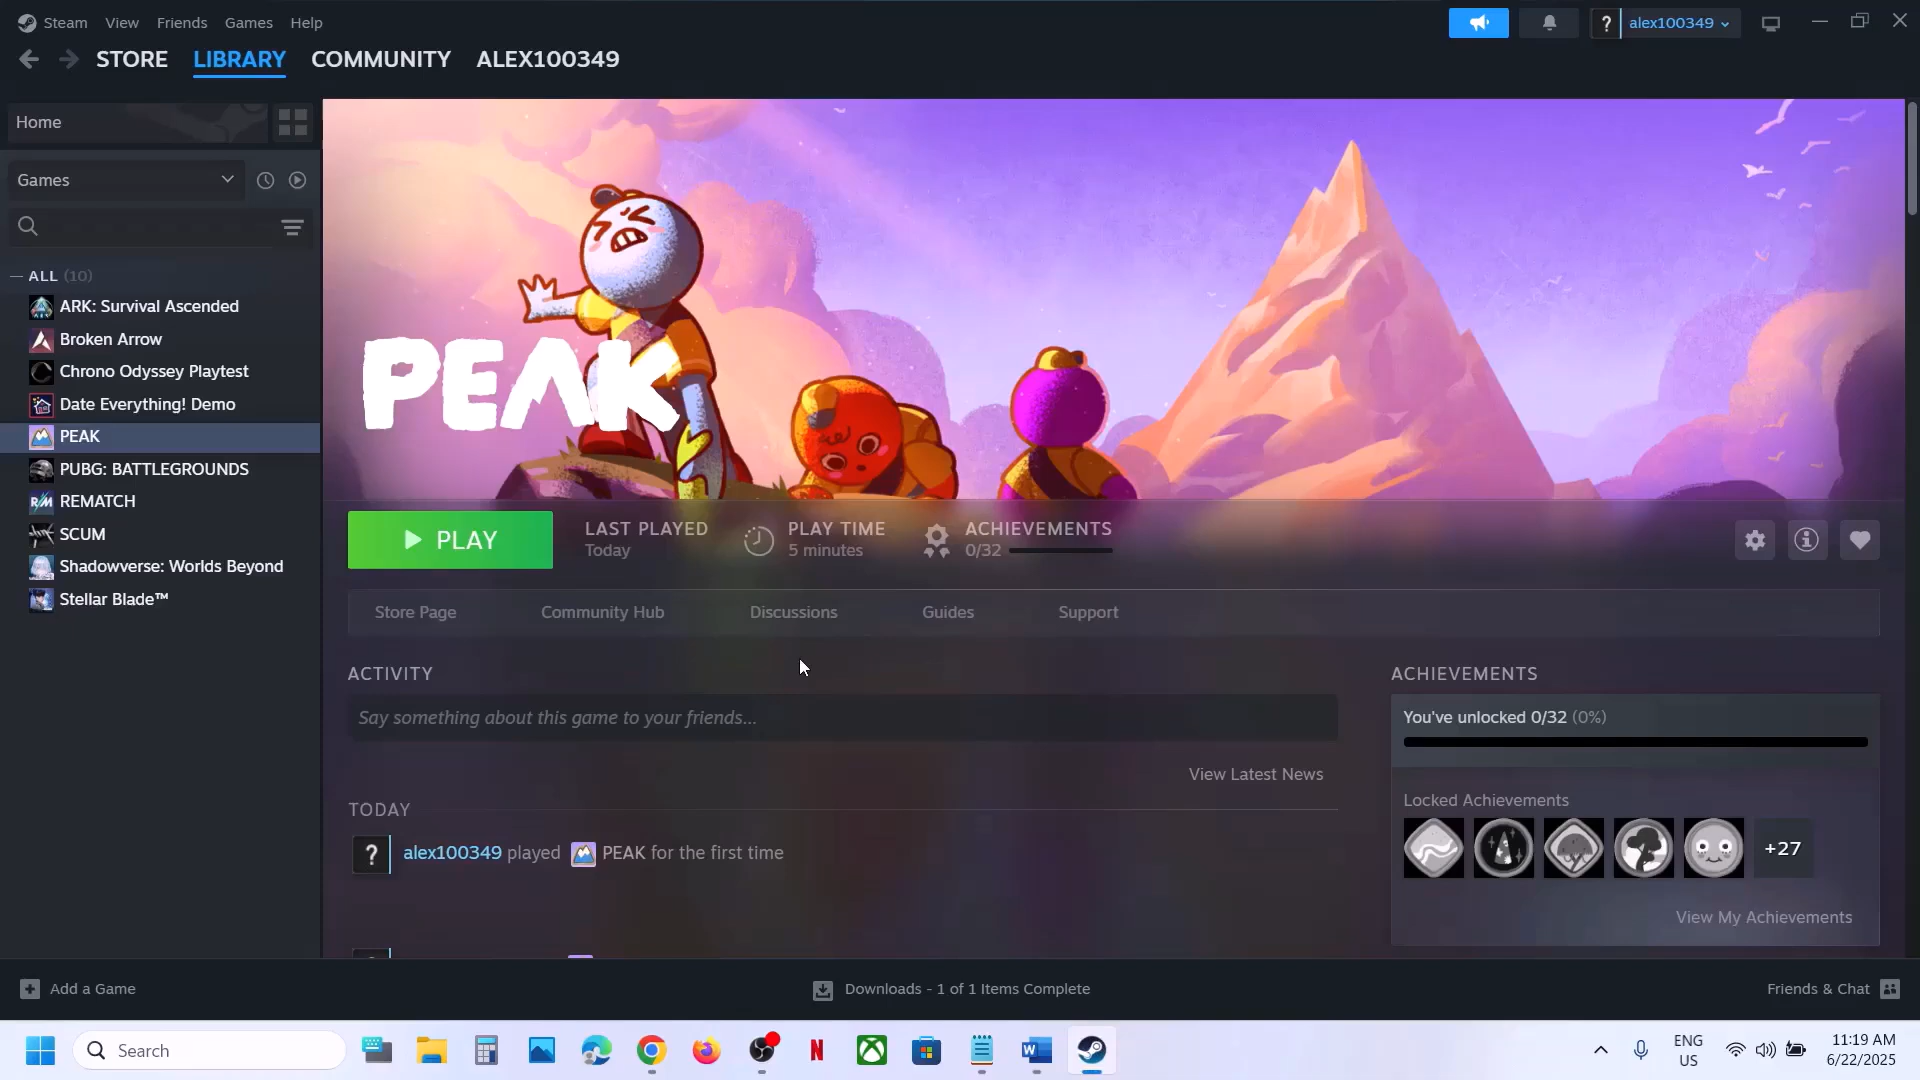 Steam View Friends Games Help
alex100349
STORE LIBRARY COMMUNITY ALEX100349
Home
Games
ALL (10)
ARK: Survival Ascended
Broken Arrow
Chrono Odyssey Playtest
Date Everything! Demo
PEAK
PUBG: BATTLEGROUNDS
REMATCH
SCUM
Shadowverse: Worlds Beyond
Stellar Blade™
PEAK
PLAY
LAST PLAYED
Today
PLAY TIME
5 minutes
ACHIEVEMENTS
0/32
Store Page Community Hub Discussions Guides Support
ACTIVITY
Say something about this game to your friends...
View Latest News
TODAY
alex100349 played PEAK for the first time
ACHIEVEMENTS
You've unlocked 0/32 (0%)
Locked Achievements
+27
View My Achievements
Add a Game
Downloads - 1 of 1 Items Complete
Friends & Chat
Search
ENG
US
11:19 AM
6/22/2025